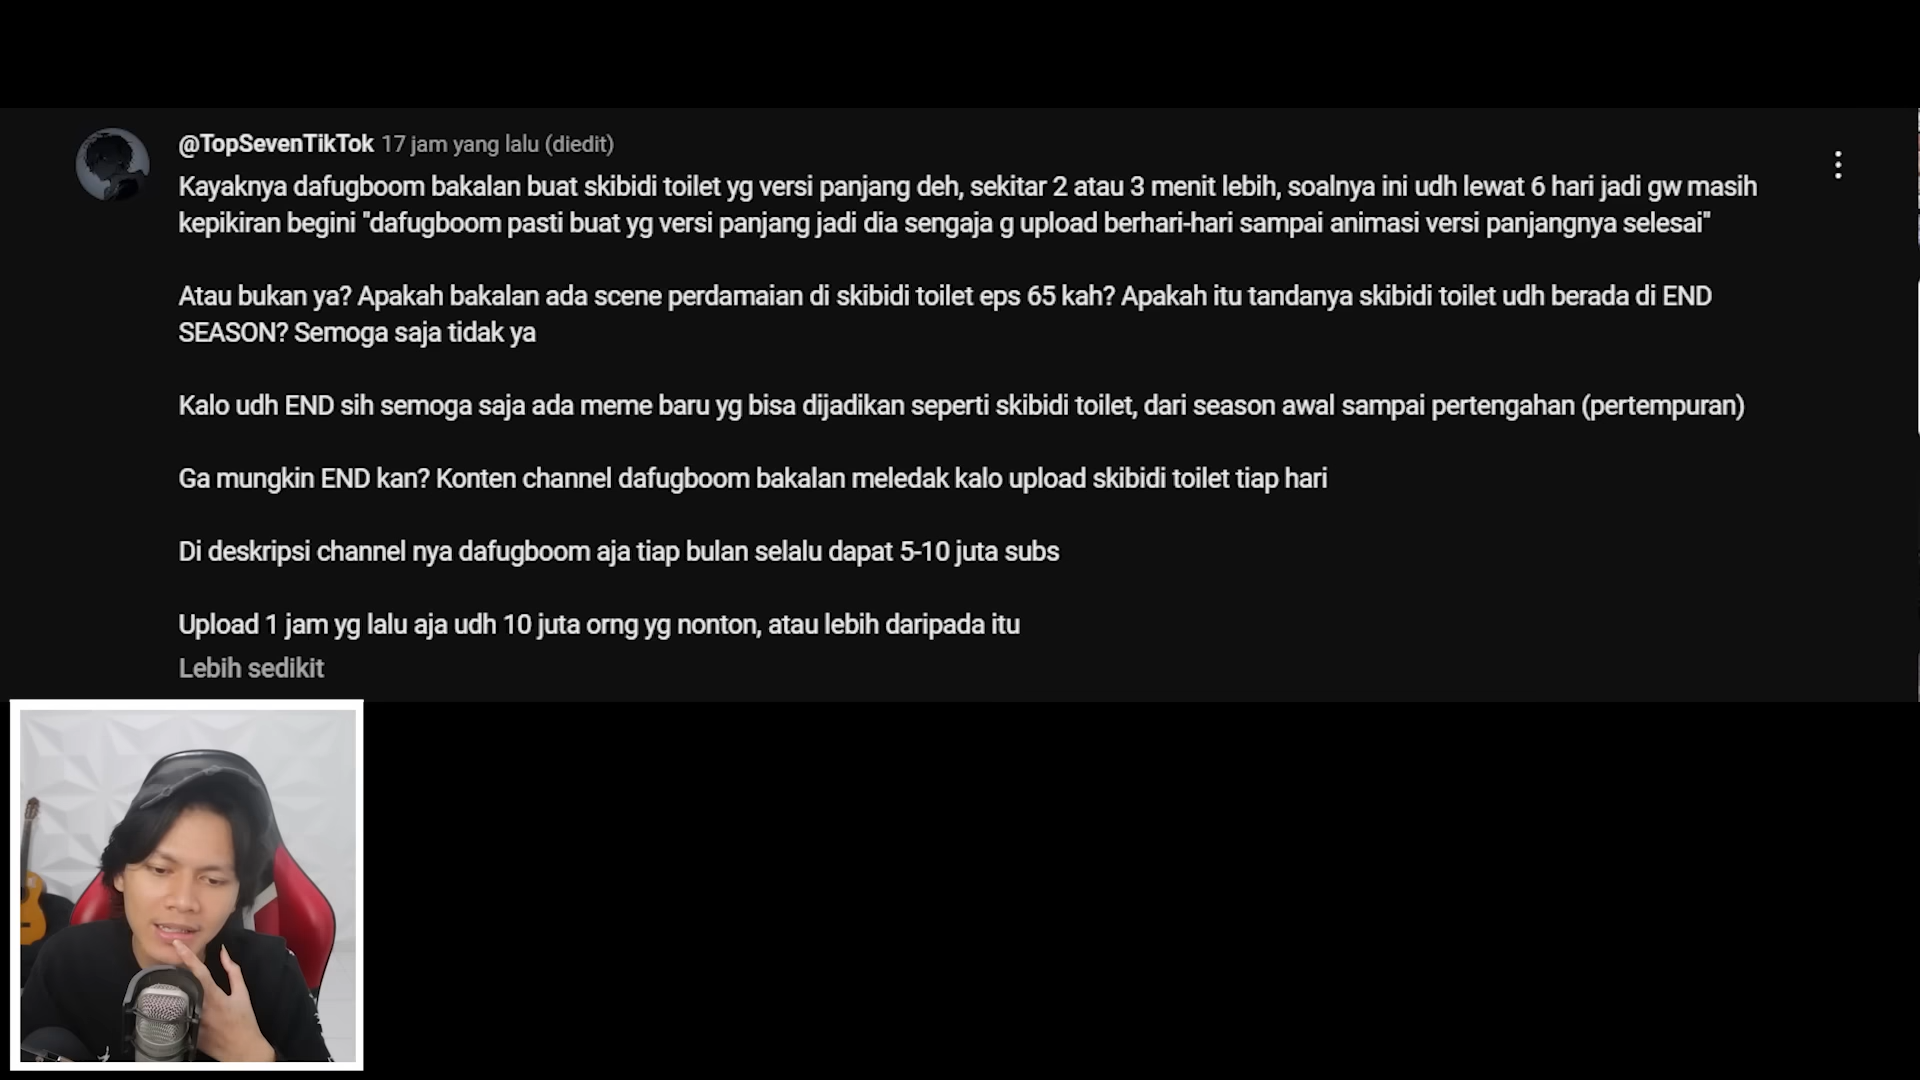 @TopSevenTikTok 17 jam yang lalu (diedit)
Kayaknya dafugboom bakalan buat skibidi toilet yg versi panjang deh, sekitar 2 atau 3 menit lebih, soalnya ini udh lewat 6 hari jadi gw masih
kepikiran begini "dafugboom pasti buat yg versi panjang jadi dia sengaja g upload berhari-hari sampai animasi versi panjangnya selesai"
Atau bukan ya? Apakah bakalan ada scene perdamaian di skibidi toilet eps 65 kah? Apakah itu tandanya skibidi toilet udh berada di END
SEASON? Semoga saja tidak ya
Kalo udh END sih semoga saja ada meme baru yg bisa dijadikan seperti skibidi toilet, dari season awal sampai pertengahan (pertempuran)
Ga mungkin END kan? Konten channel dafugboom bakalan meledak kalo upload skibidi toilet tiap hari
Di deskripsi channel nya dafugboom aja tiap bulan selalu dapat 5-10 juta subs
Upload 1 jam yg lalu aja udh 10 juta orng yg nonton, atau lebih daripada itu
Lebih sedikit